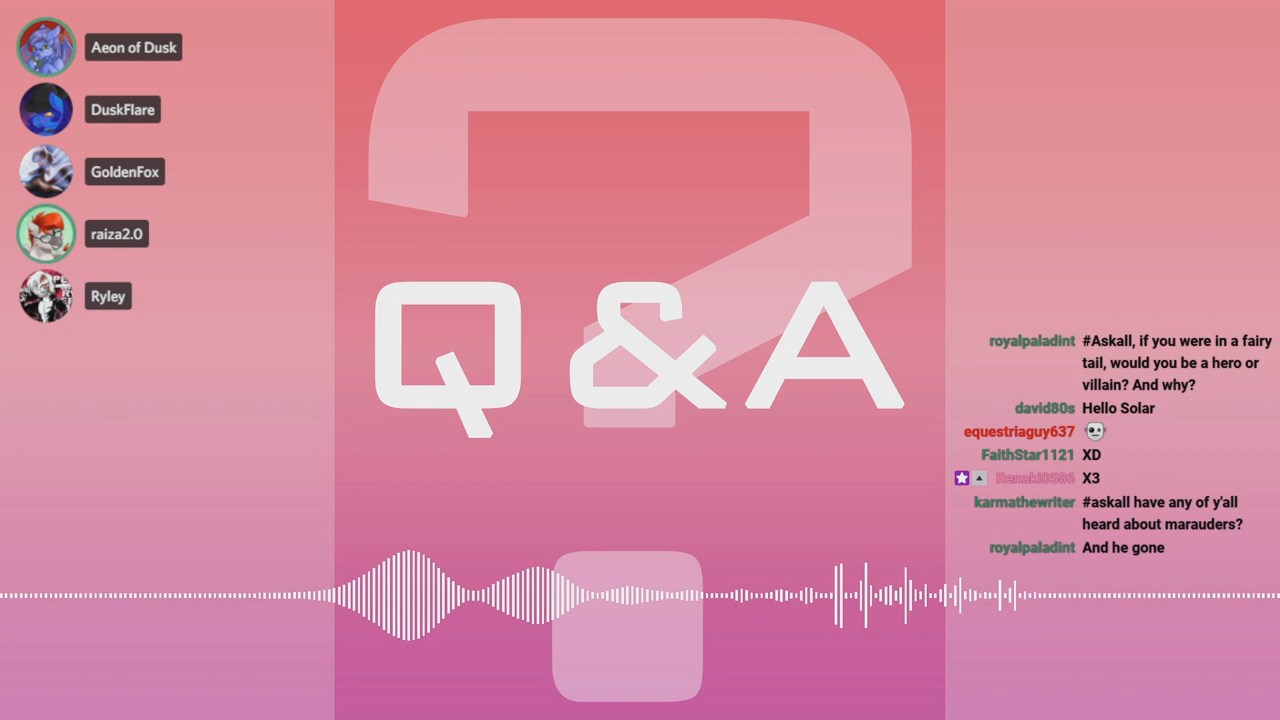 Aeon of Dusk
DuskFlare
GoldenFox
raiza2.0
Ryley
Q & A
royalpaladint #Askall, if you were in a fairy
tail, would you be a hero or
villain? And why?
david80s Hello Solar
equestriaguy637
FaithStar1121 XD
Renski0586 X3
karmathewriter #askall have any of y'all
heard about marauders?
royalpaladint And he gone